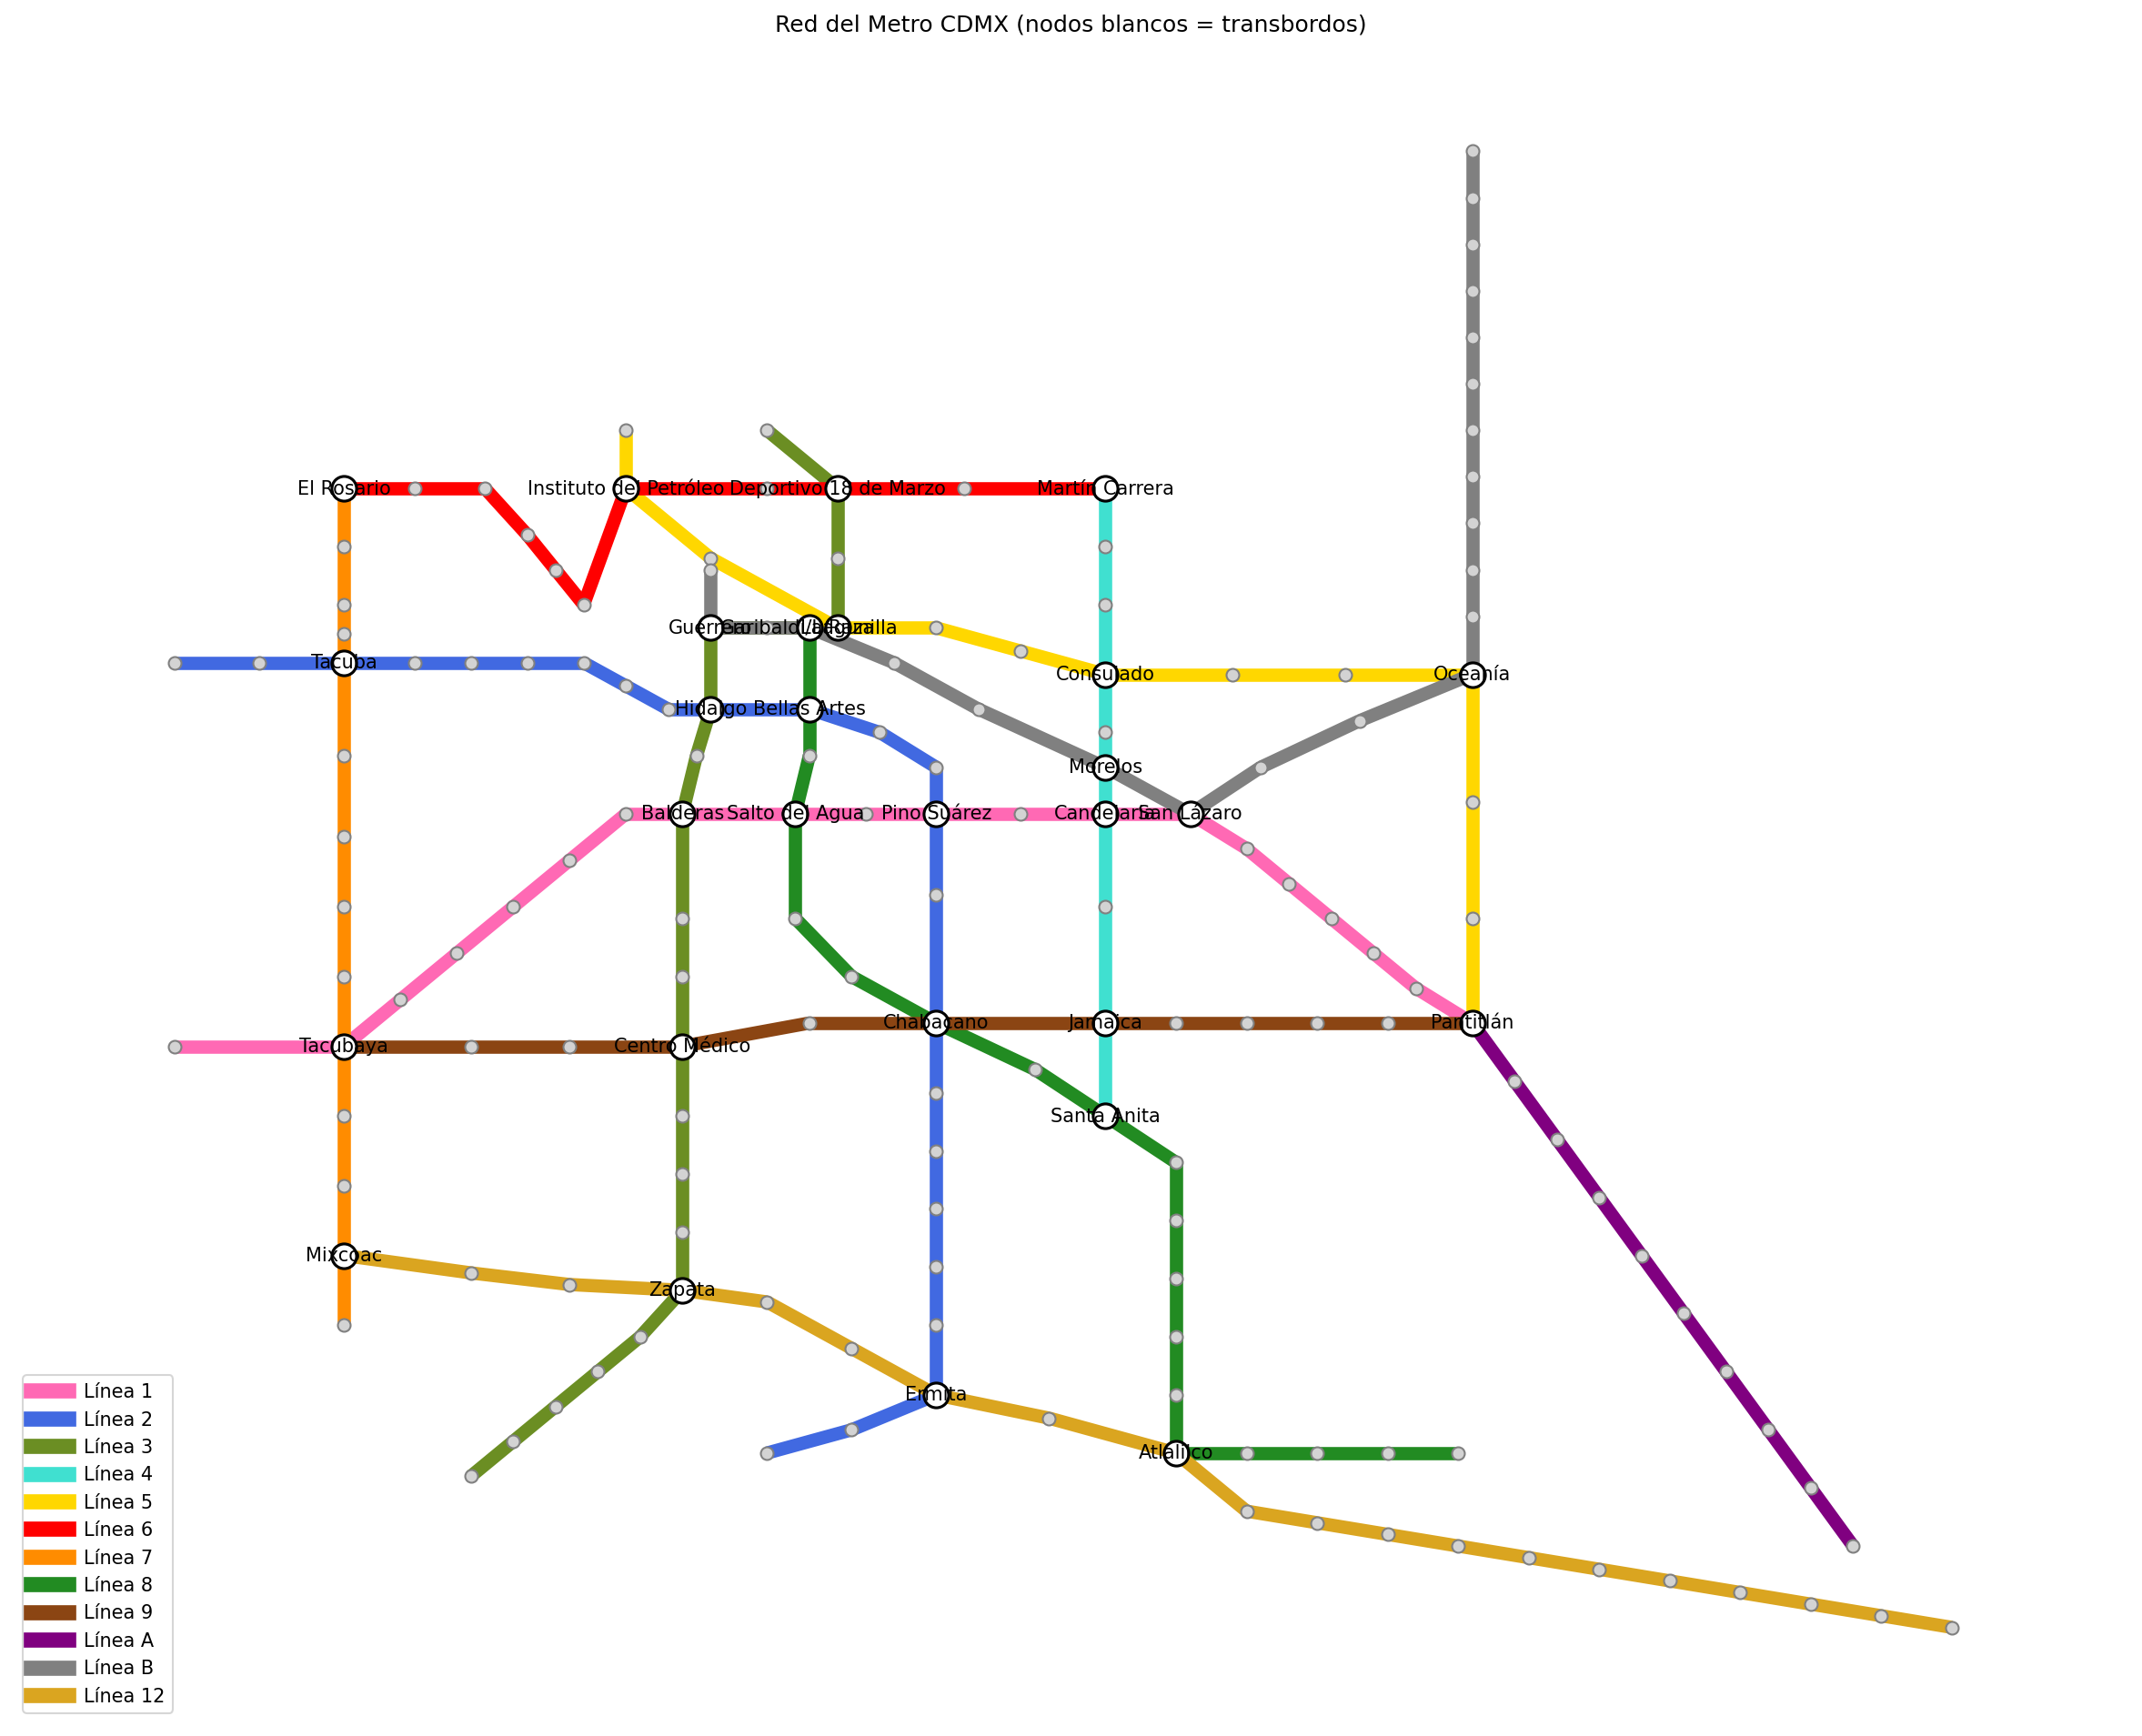 Red del Metro CDMX (nodos blancos = transbordos)
El Rosario
Instituto del Petróleo
Deportivo 18 de Marzo
Martín Carrera
Guerrero
Garibaldi/Lagunilla
La Raza
Tacuba
Consulado
Oceanía
Hidalgo
Bellas Artes
Morelos
Balderas
Salto del Agua
Pino Suárez
Candelaria
San Lázaro
Chabacano
Jamaica
Pantitlán
Tacubaya
Centro Médico
Santa Anita
Mixcoac
Zapata
Ermita
Atlalilco
Línea 1
Línea 2
Línea 3
Línea 4
Línea 5
Línea 6
Línea 7
Línea 8
Línea 9
Línea A
Línea B
Línea 12